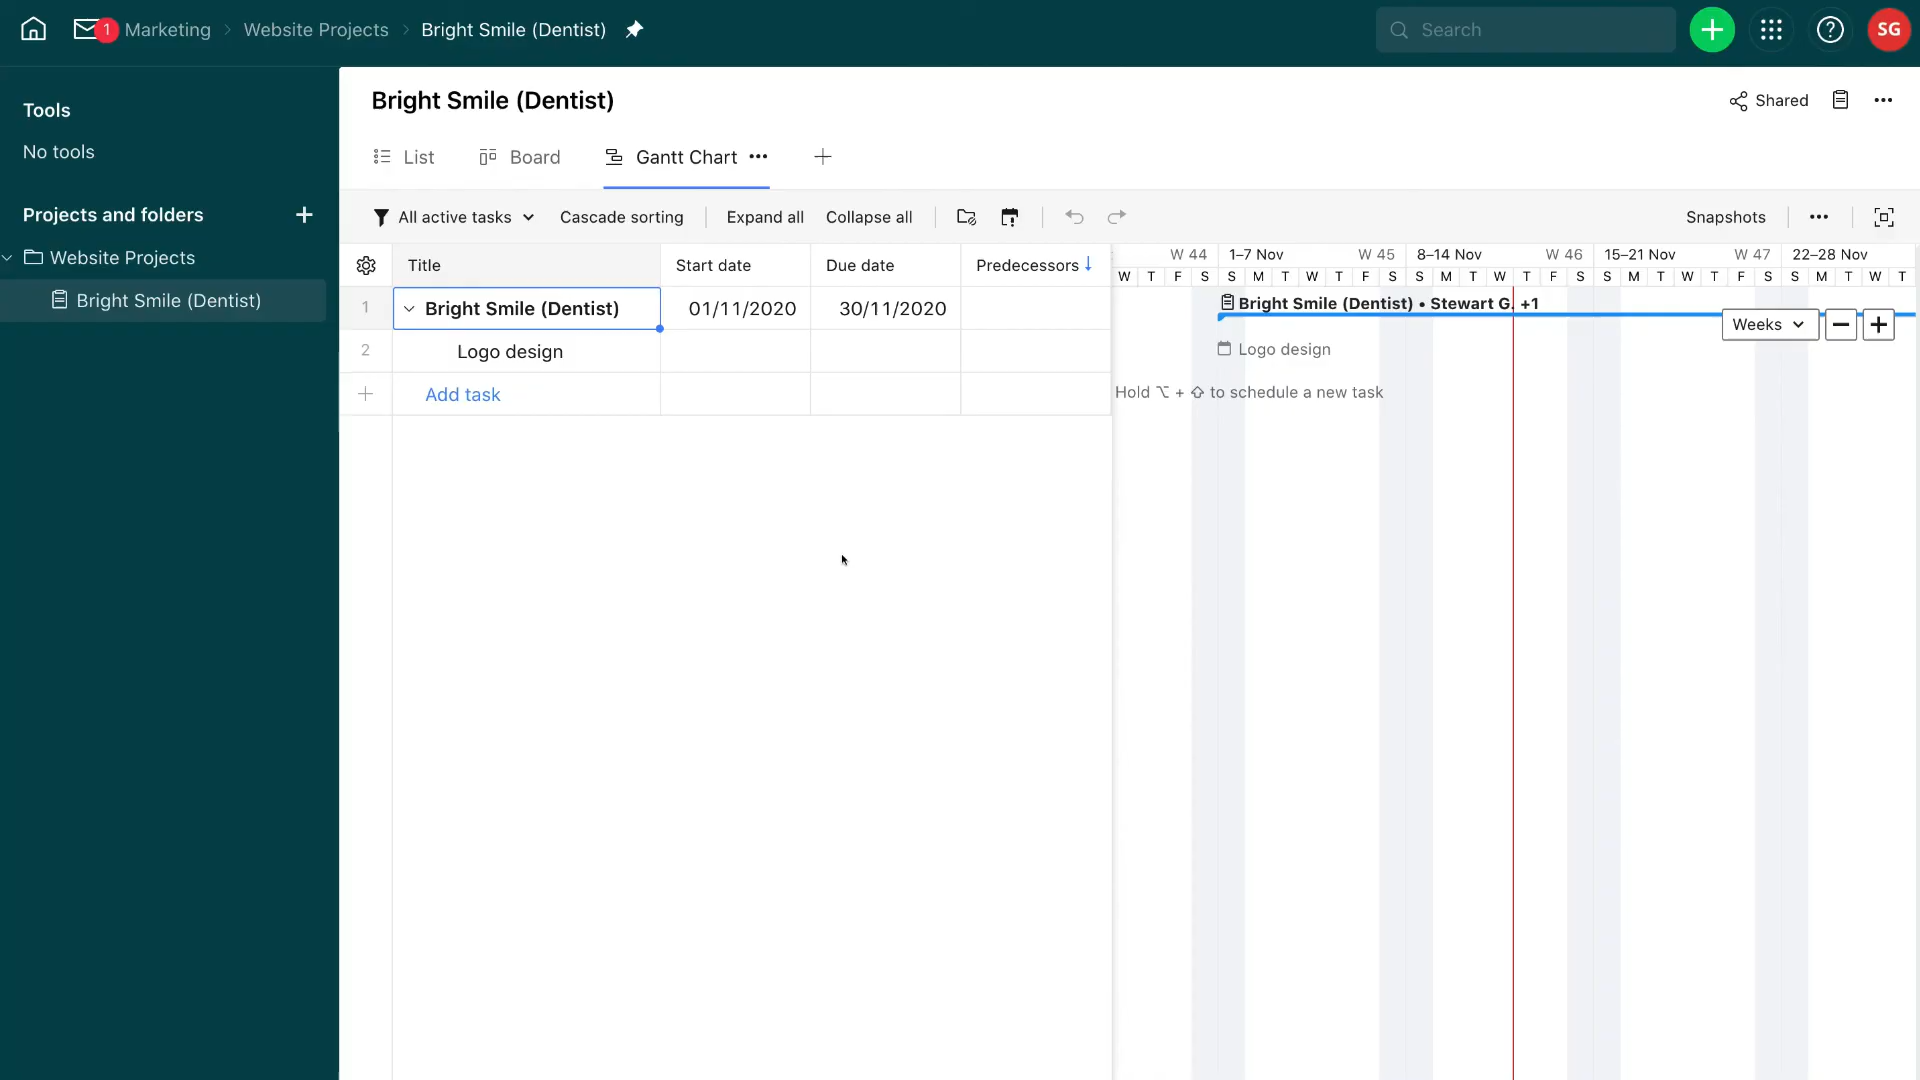 1 Marketing Website Projects Bright Smile (Dentist) Search SG
Tools
No tools
Projects and folders
Website Projects
Bright Smile (Dentist)
Bright Smile (Dentist) Shared
List Board Gantt Chart
All active tasks Cascade sorting Expand all Collapse all Snapshots
Title Start date Due date Predecessors
W 44 1–7 Nov W 45 8–14 Nov W 46 15–21 Nov W 47 22–28 Nov
W T F S S M T W T F S S M T W T F S S M T W T F S S M T W T
1 Bright Smile (Dentist) 01/11/2020 30/11/2020
Bright Smile (Dentist) • Stewart G. +1
Weeks
2 Logo design
Logo design
Add task
Hold ⌥ + ⇧ to schedule a new task